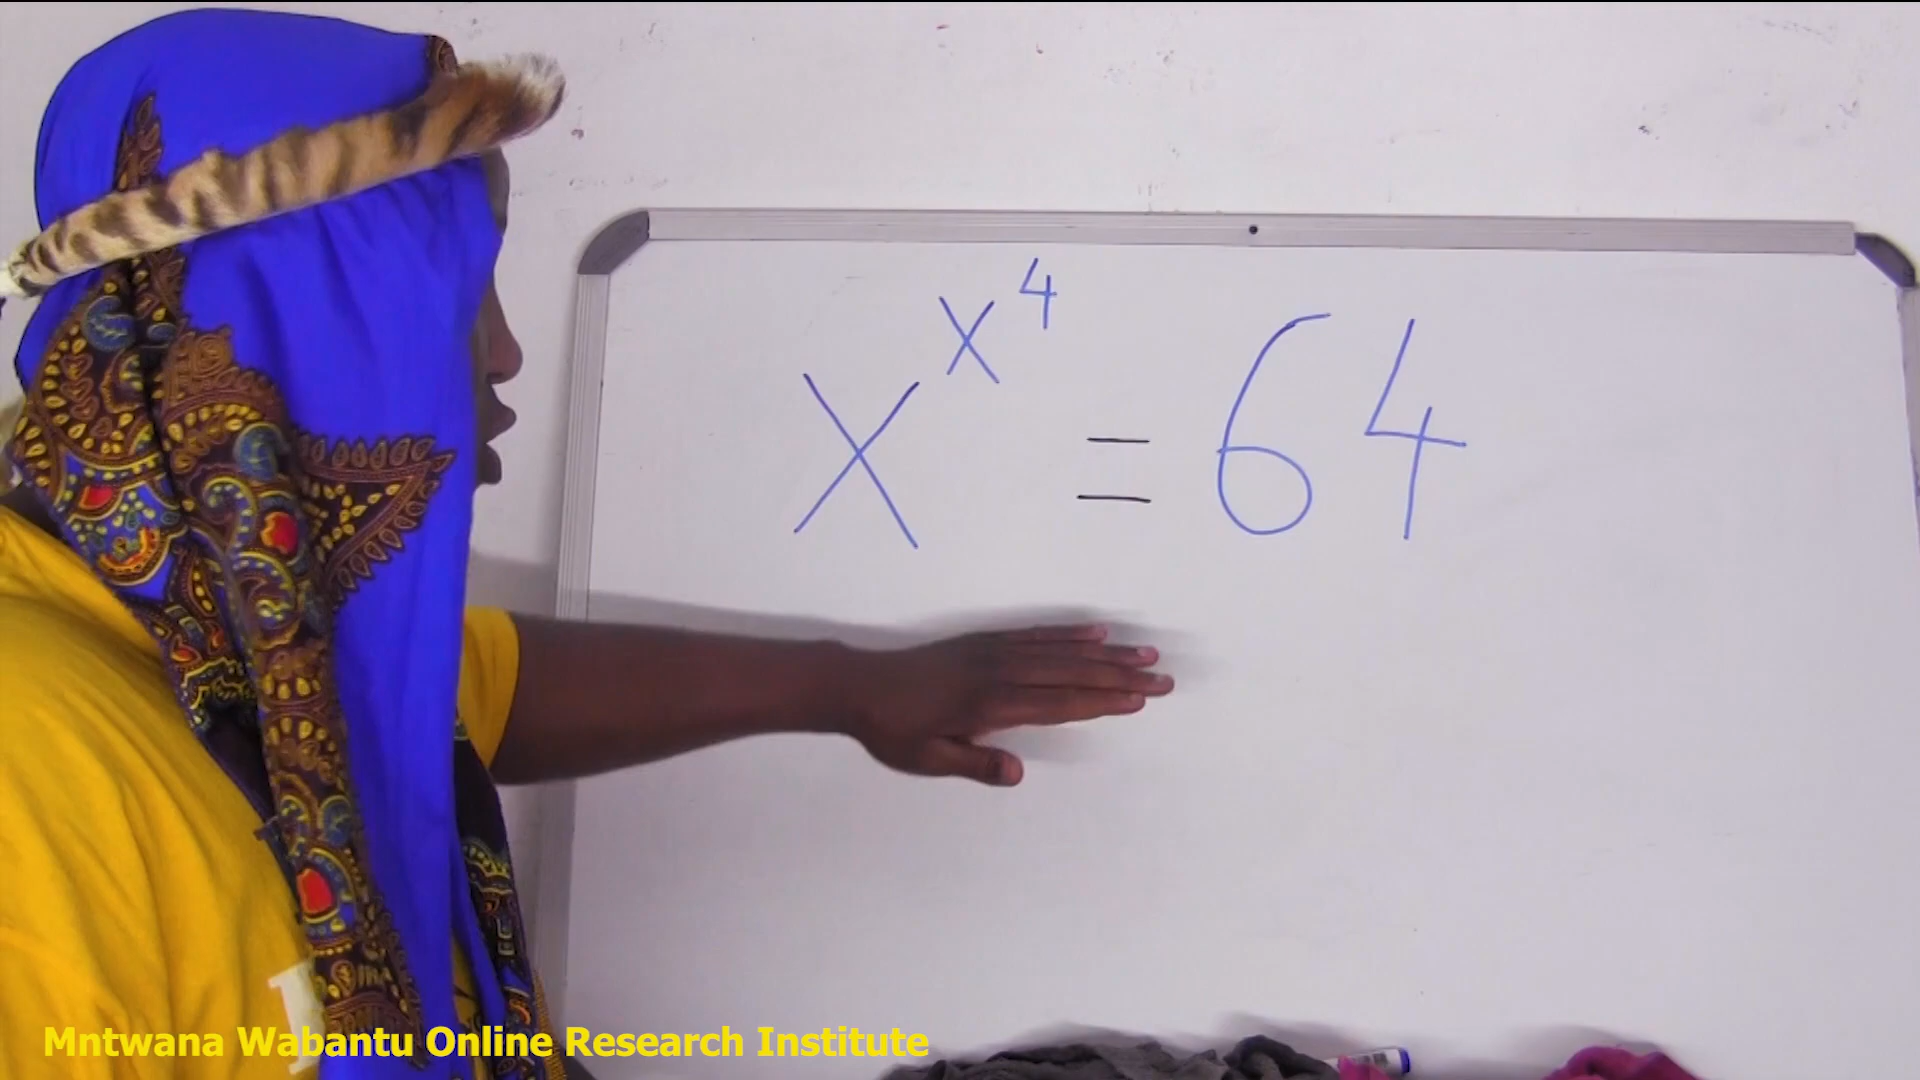 x^{x^4} = 64
Mntwana Wabantu Online Research Institute